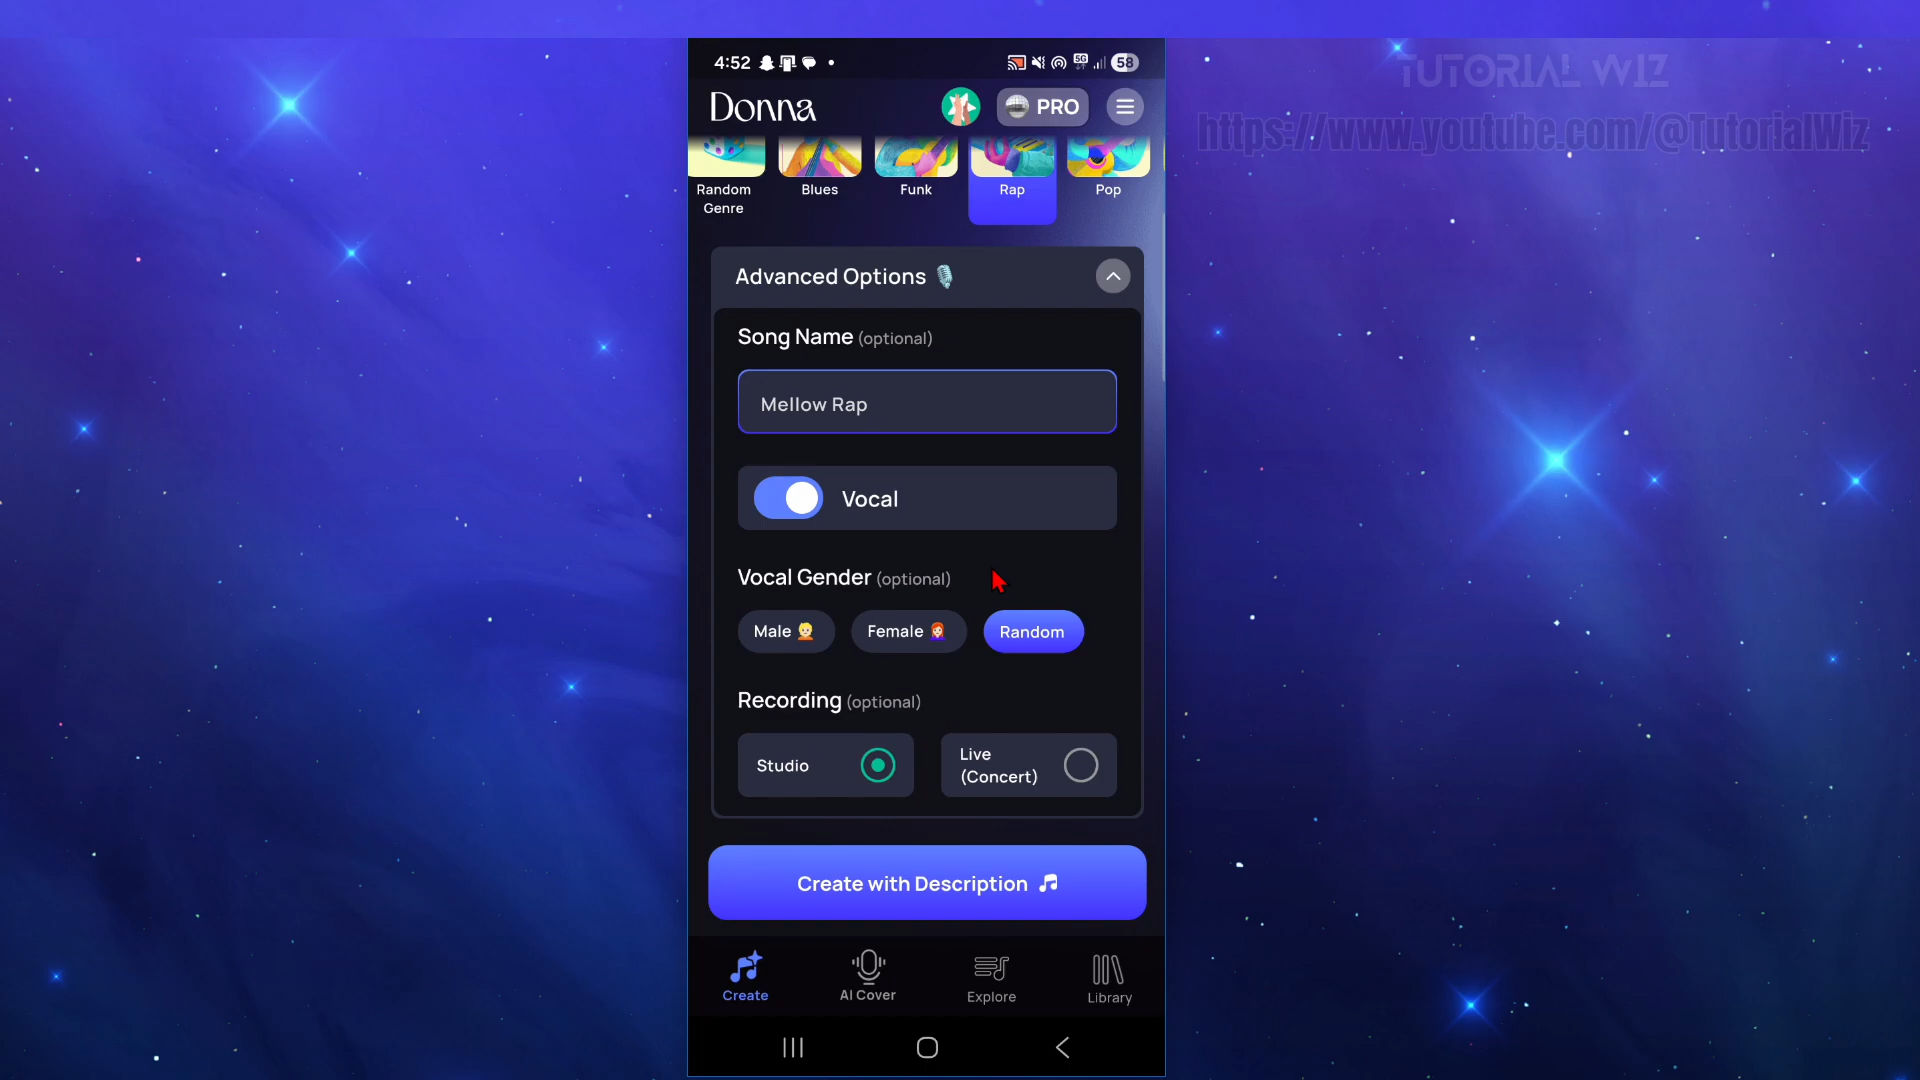 TUTORIAL WIZ
https://www.youtube.com/@TutorialWiz
4:52
5G
58
Donna
PRO
Random
Genre
Blues
Funk
Rap
Pop
Advanced Options
Song Name (optional)
Mellow Rap
Vocal
Vocal Gender (optional)
Male
Female
Random
Recording (optional)
Studio
Live
(Concert)
Create with Description
Create
AI Cover
Explore
Library